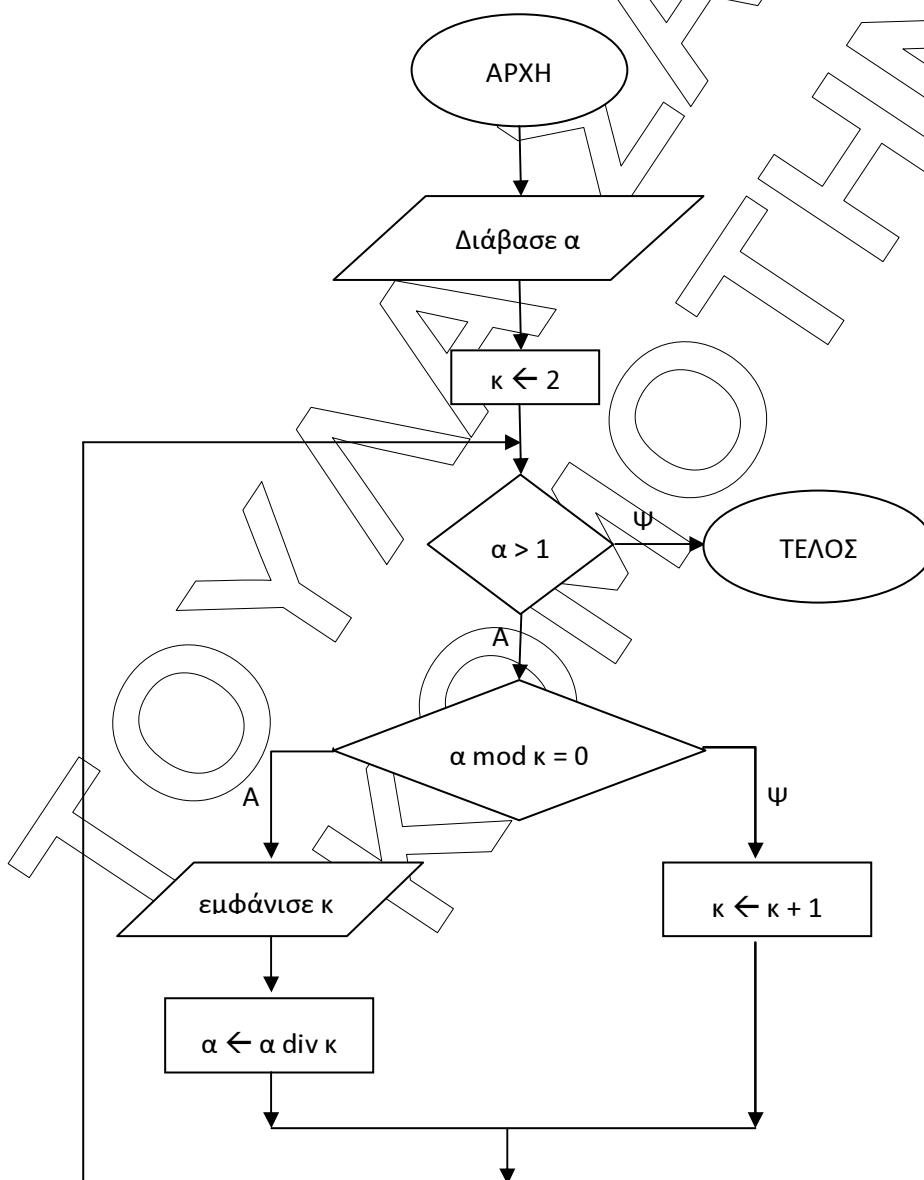 ΑΡΧΗ
Διάβασε α
κ ← 2
α > 1
Ψ
ΤΕΛΟΣ
Α
α mod κ = 0
Α
Ψ
εμφάνισε κ
κ ← κ + 1
α ← α div κ